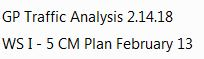 GP Traffic Analysis 2.14.18
WS I - 5 CM Plan February 13